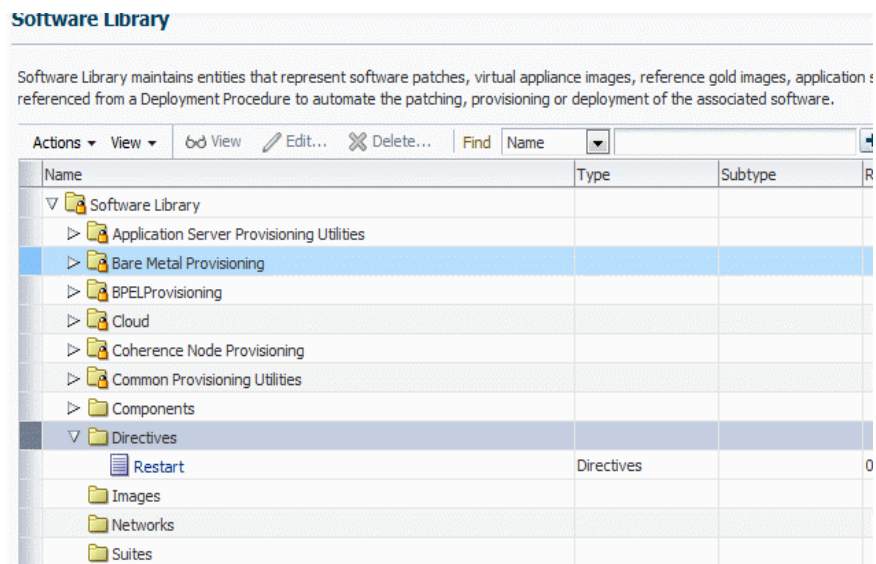 Software Library
Software Library maintains entities that represent software patches, virtual appliance images, reference gold images, application
referenced from a Deployment Procedure to automate the patching, provisioning or deployment of the associated software.
Actions View View Edit... Delete... Find Name
Name Type Subtype R
Software Library
Application Server Provisioning Utilities
Bare Metal Provisioning
BPELProvisioning
Cloud
Coherence Node Provisioning
Common Provisioning Utilities
Components
Directives
Restart Directives 0
Images
Networks
Suites